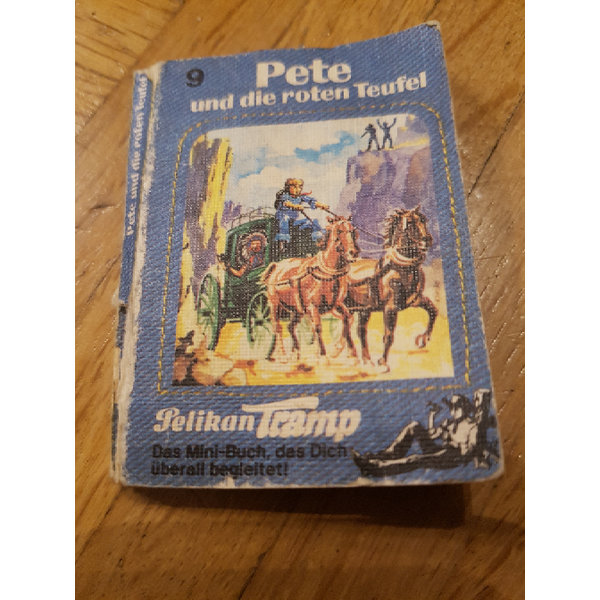 9
Pete
und die roten Teufel
Pete und die roten Teufel
Pelikan Tramp
Das Mini-Buch, das Dich
überall begleitet!